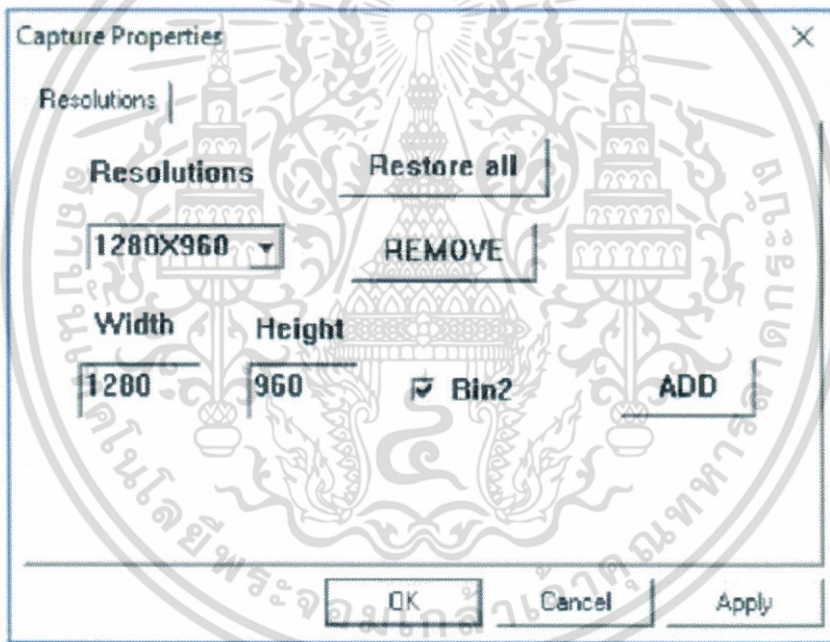 Capture Properties
Resolutions
Resolutions
Restore all
1280X960
REMOVE
Width
Height
1280
960
Bin2
ADD
OK
Cancel
Apply